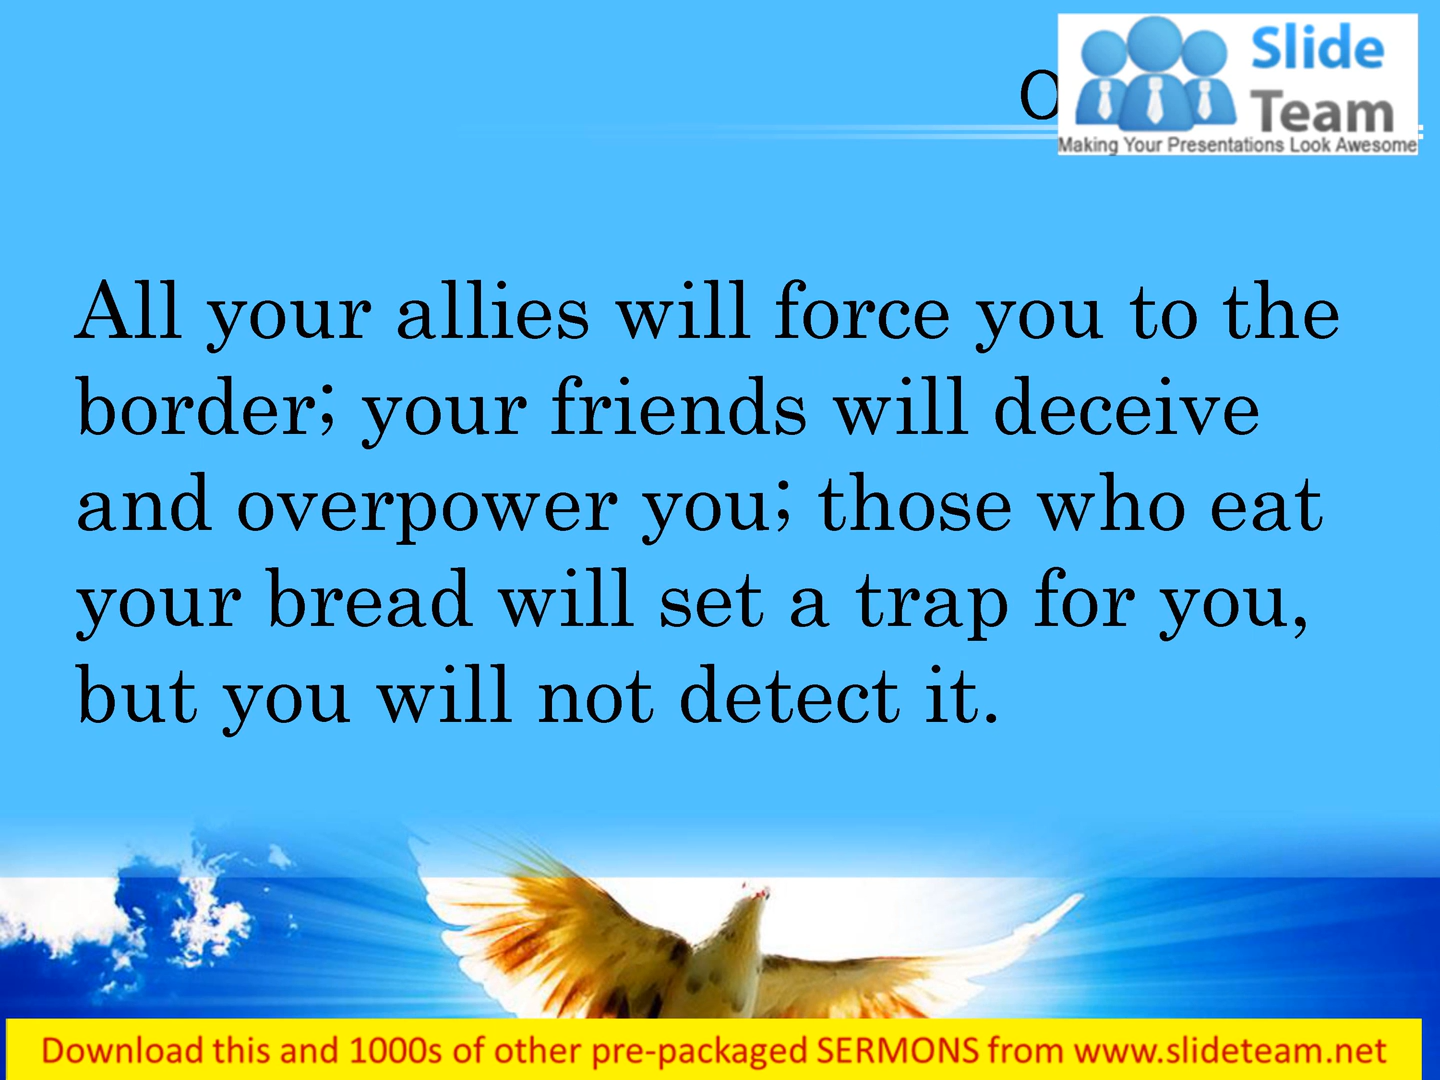 O
Slide
Team
Making Your Presentations Look Awesome
All your allies will force you to the
border; your friends will deceive
and overpower you; those who eat
your bread will set a trap for you,
but you will not detect it.
Download this and 1000s of other pre-packaged SERMONS from www.slideteam.net